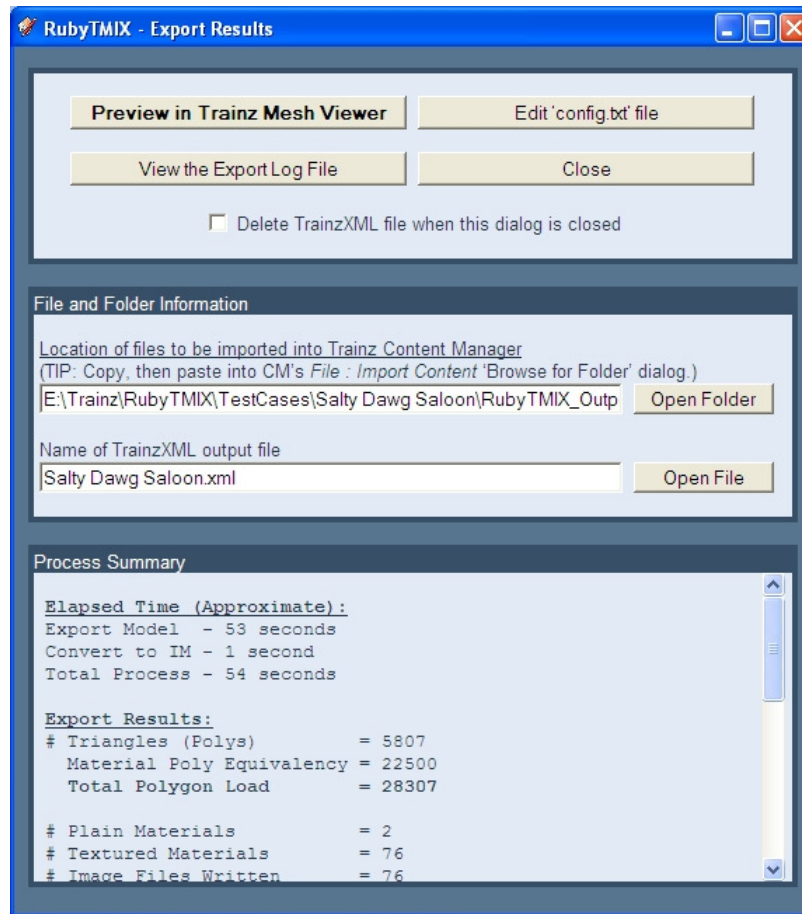 RubyTMIX - Export Results
Preview in Trainz Mesh Viewer
Edit 'config.txt' file
View the Export Log File
Close
Delete TrainzXML file when this dialog is closed
File and Folder Information
Location of files to be imported into Trainz Content Manager
(TIP: Copy, then paste into CM's File : Import Content 'Browse for Folder' dialog.)
E:\Trainz\RubyTMIX\TestCases\Salty Dawg Saloon\RubyTMIX_Outp
Open Folder
Name of TrainzXML output file
Salty Dawg Saloon.xml
Open File
Process Summary
Elapsed Time (Approximate):
Export Model - 53 seconds
Convert to IM - 1 second
Total Process - 54 seconds
Export Results:
# Triangles (Polys) = 5807
Material Poly Equivalency = 22500
Total Polygon Load = 28307
# Plain Materials = 2
# Textured Materials = 76
# Image Files Written = 76